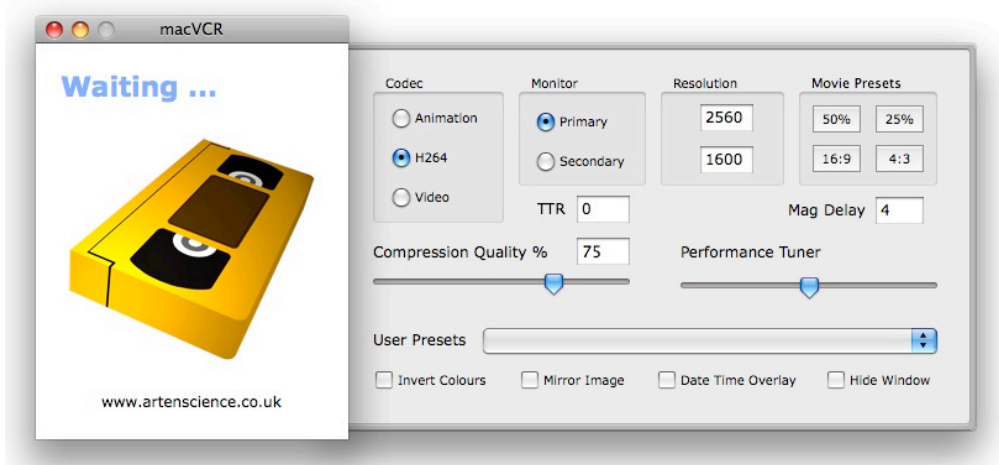 macVCR
Waiting ...
www.artenscience.co.uk
Codec
Animation
H264
Video
Monitor
Primary
Secondary
Resolution
2560
1600
Movie Presets
50% 25%
16:9 4:3
TTR 0
Mag Delay 4
Compression Quality % 75
Performance Tuner
User Presets
Invert Colours Mirror Image Date Time Overlay Hide Window